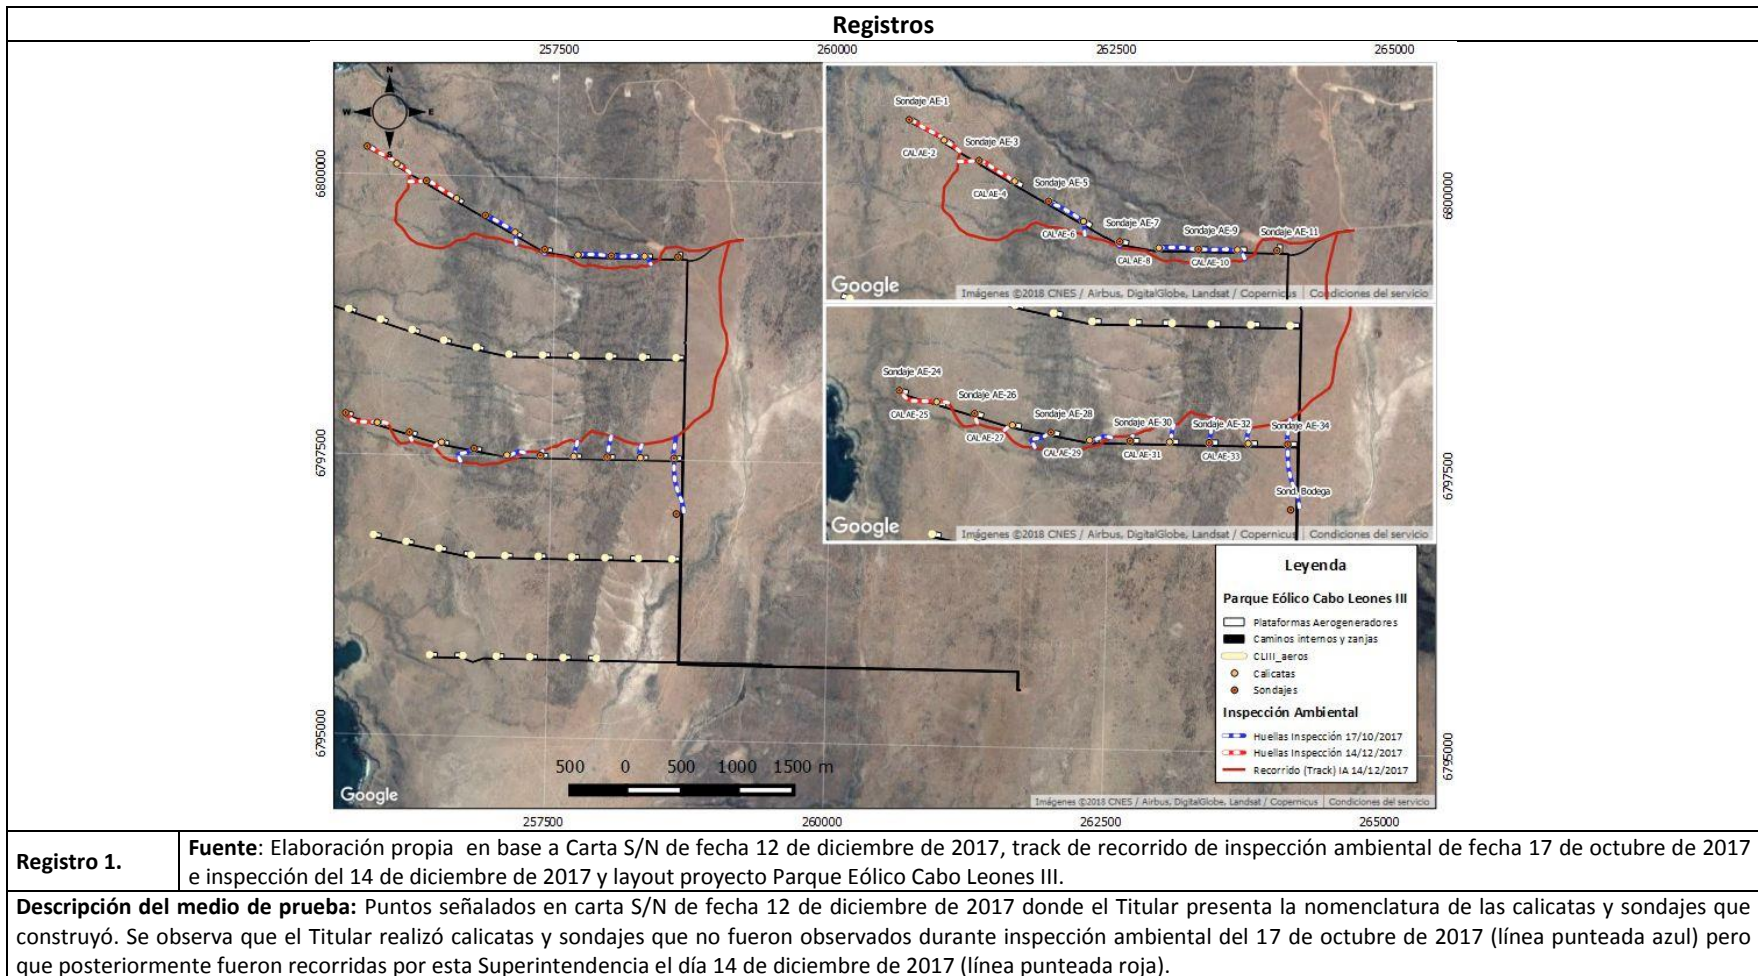 Registros
257500 260000 262500 265000
N
W E
S
6800000
6797500
6795000
Sondaje AE-1
CAL AE-2
Sondaje AE-3
CAL AE-4
Sondaje AE-5
CAL AE-6
Sondaje AE-7
CAL AE-8
Sondaje AE-9
CAL AE-10
Sondaje AE-11
Google
Imágenes ©2018 CNES / Airbus, DigitalGlobe, Landsat / Copernicus Condiciones del servicio
6800000
Sondaje AE-24
CAL AE-25
Sondaje AE-26
CAL AE-27
Sondaje AE-28
CAL AE-29
Sondaje AE-30
CAL AE-31
Sondaje AE-32
CAL AE-33
Sondaje AE-34
Sond. Bodega
Google
Imágenes ©2018 CNES / Airbus, DigitalGlobe, Landsat / Copernicus Condiciones del servicio
6797500
6795000
Leyenda
Parque Eólico Cabo Leones III
Plataformas Aerogeneradores
Caminos internos y zanjas
CLIII_aeros
Calicatas
Sondajes
Inspección Ambiental
Huellas Inspección 17/10/2017
Huellas Inspección 14/12/2017
Recorrido (Track) IA 14/12/2017
500 0 500 1000 1500 m
Google
Imágenes ©2018 CNES / Airbus, DigitalGlobe, Landsat / Copernicus Condiciones del servicio
257500 260000 262500 265000
Registro 1.
Fuente: Elaboración propia en base a Carta S/N de fecha 12 de diciembre de 2017, track de recorrido de inspección ambiental de fecha 17 de octubre de 2017
e inspección del 14 de diciembre de 2017 y layout proyecto Parque Eólico Cabo Leones III.
Descripción del medio de prueba: Puntos señalados en carta S/N de fecha 12 de diciembre de 2017 donde el Titular presenta la nomenclatura de las calicatas y sondajes que
construyó. Se observa que el Titular realizó calicatas y sondajes que no fueron observados durante inspección ambiental del 17 de octubre de 2017 (línea punteada azul) pero
que posteriormente fueron recorridas por esta Superintendencia el día 14 de diciembre de 2017 (línea punteada roja).